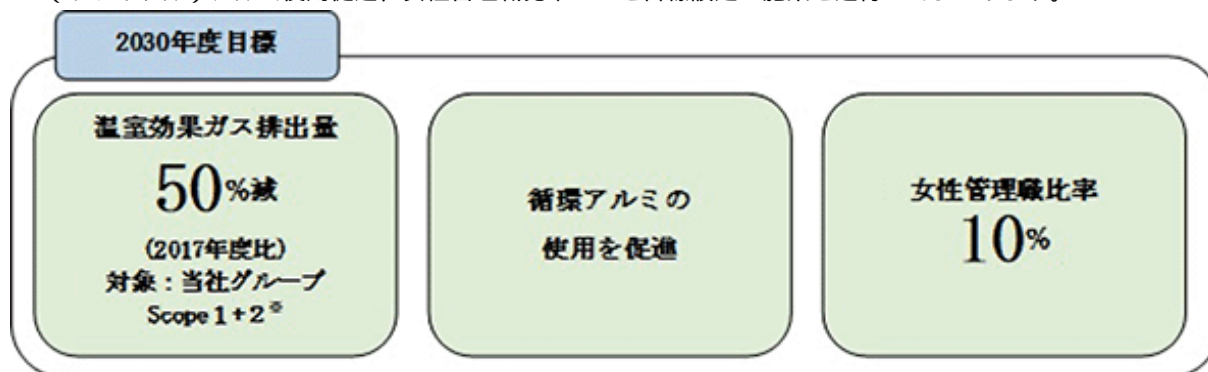 2030年度目標
温室効果ガス排出量
50%減
(2017年度比)
対象：当社グループ
Scope 1+2※
循環アルミの
使用を促進
女性管理職比率
10%